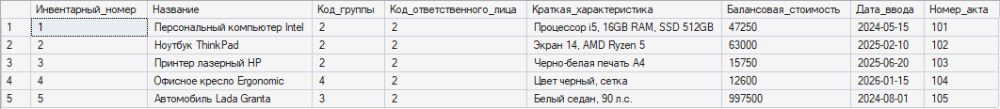 Инвентарный_номер Название Код_группы Код_ответственного_лица Краткая_характеристика Балансовая_стоимость Дата_ввода Номер_акта
1 1 Персональный компьютер Intel 2 2 Процессор i5, 16GB RAM, SSD 512GB 47250 2024-05-15 101
2 2 Ноутбук ThinkPad 2 2 Экран 14, AMD Ryzen 5 63000 2025-02-10 102
3 3 Принтер лазерный HP 2 2 Черно-белая печать A4 15750 2025-06-20 103
4 4 Офисное кресло Ergonomic 4 2 Цвет черный, сетка 12600 2026-01-15 104
5 5 Автомобиль Lada Granta 3 2 Белый седан, 90 л.с. 997500 2024-08-01 105